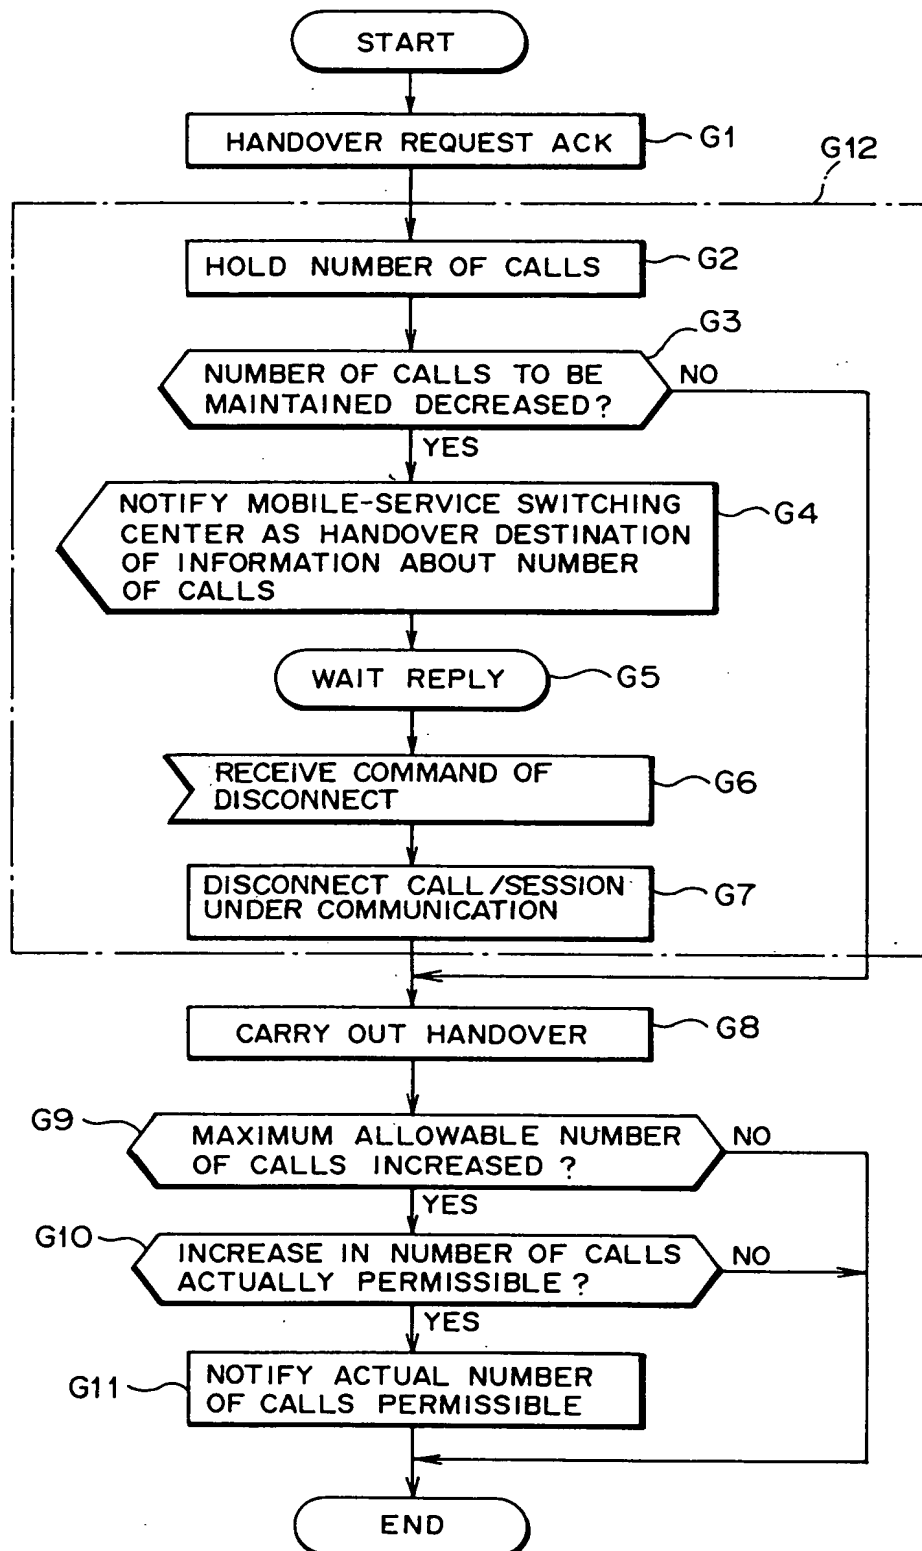 START
HANDOVER REQUEST ACK
G1
G12
HOLD NUMBER OF CALLS
G2
G3
NUMBER OF CALLS TO BE
MAINTAINED DECREASED?
NO
YES
NOTIFY MOBILE-SERVICE SWITCHING
CENTER AS HANDOVER DESTINATION
OF INFORMATION ABOUT NUMBER
OF CALLS
G4
WAIT REPLY
G5
RECEIVE COMMAND OF
DISCONNECT
G6
DISCONNECT CALL/SESSION
UNDER COMMUNICATION
G7
CARRY OUT HANDOVER
G8
G9
MAXIMUM ALLOWABLE NUMBER
OF CALLS INCREASED?
NO
YES
G10
INCREASE IN NUMBER OF CALLS
ACTUALLY PERMISSIBLE?
NO
YES
G11
NOTIFY ACTUAL NUMBER
OF CALLS PERMISSIBLE
END